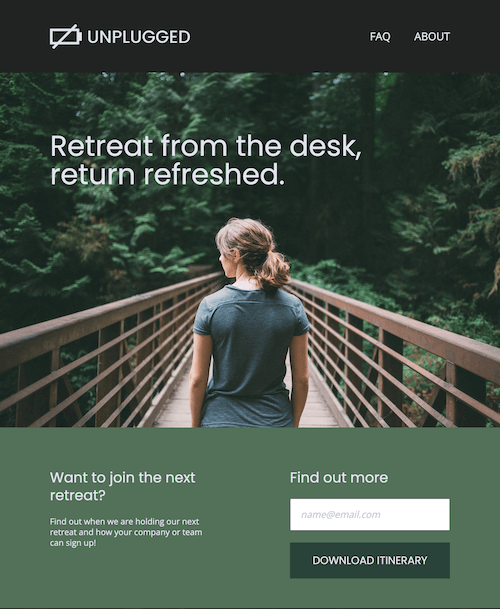 UNPLUGGED
FAQ
ABOUT
Retreat from the desk,
return refreshed.
Want to join the next
retreat?
Find out when we are holding our next
retreat and how your company or team
can sign up!
Find out more
name@email.com
DOWNLOAD ITINERARY